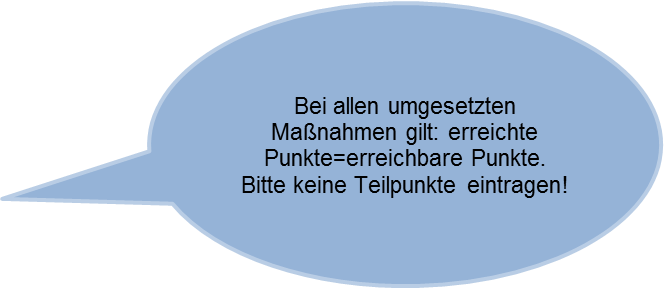 Bei allen umgesetzten
Maßnahmen gilt: erreichte
Punkte=erreichbare Punkte.
Bitte keine Teilpunkte eintragen!